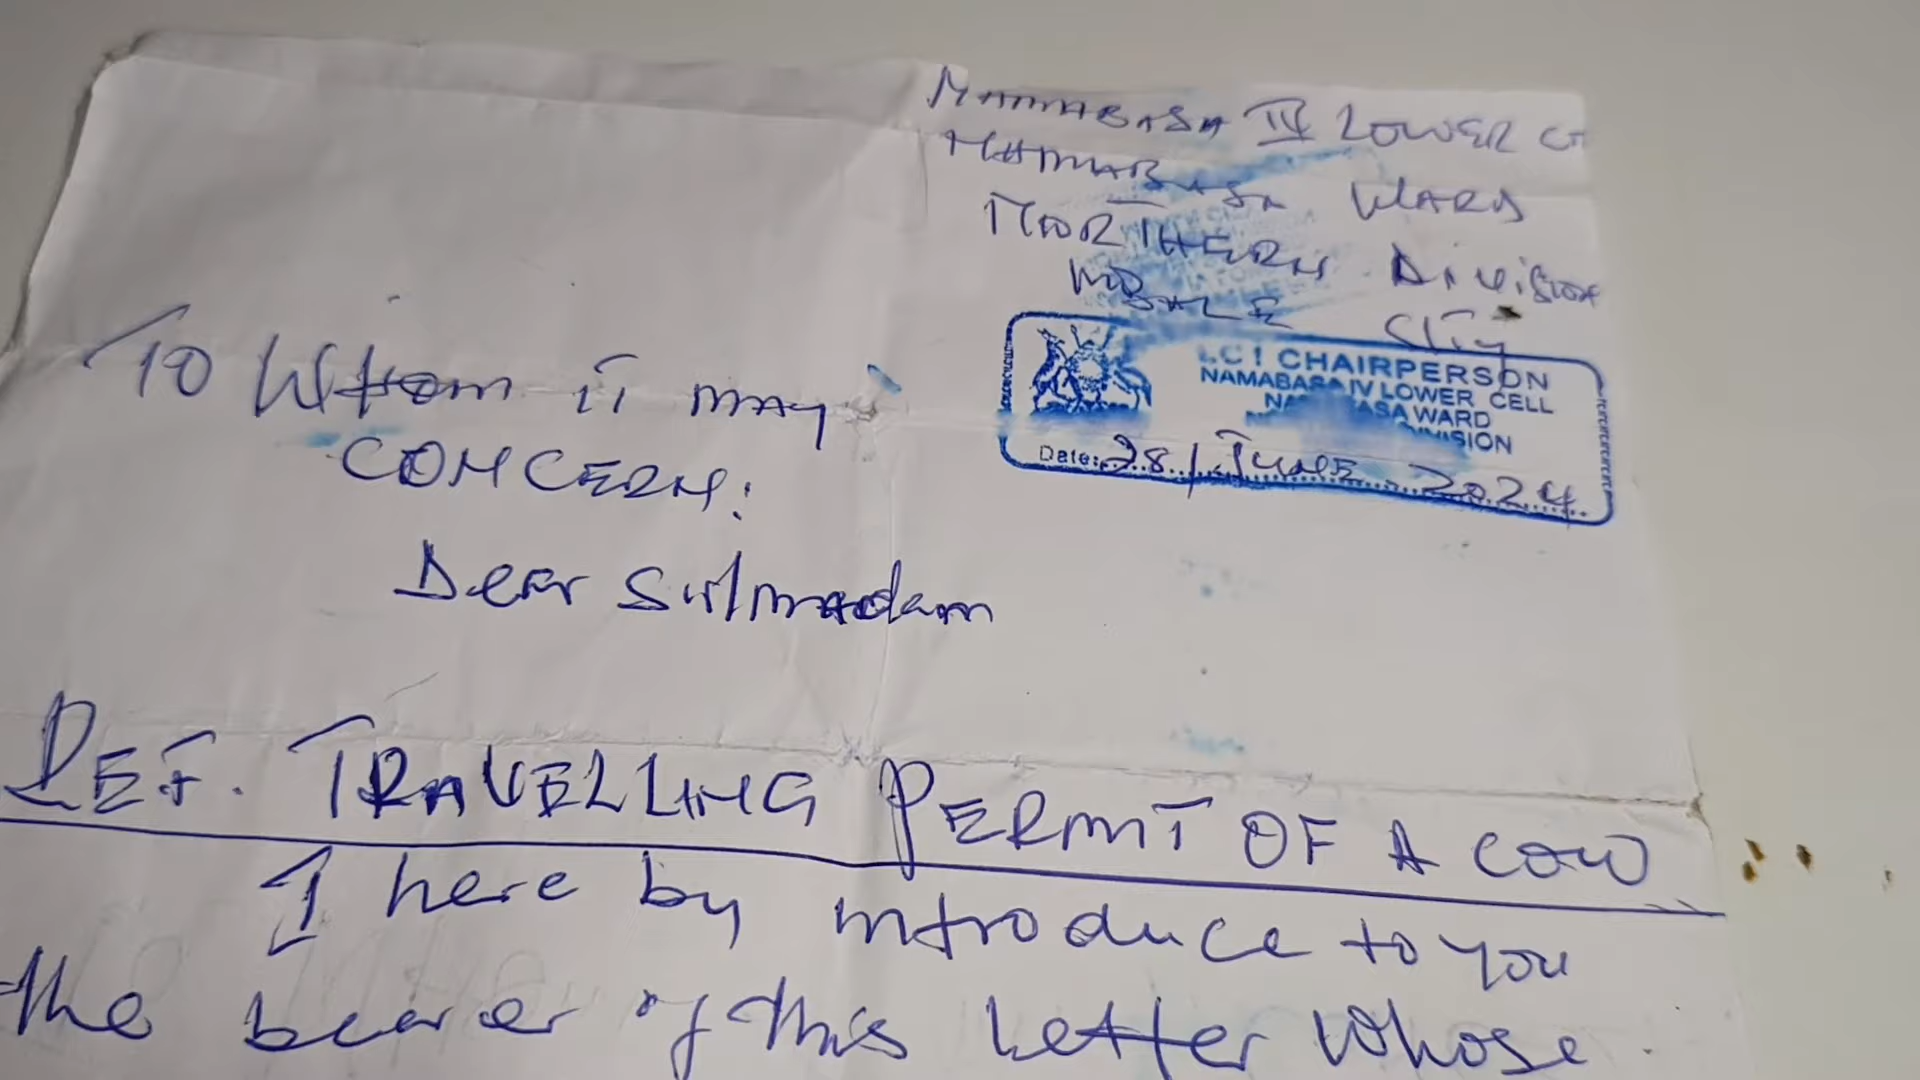 NAMABASA IV LOWER
NAMABASA WARD
NORTHERN DIVISION
MBALE CITY
LC I CHAIRPERSON
NAMABASA IV LOWER CELL
NAMABASA WARD
DIVISION
Date: 28/June 2024
To Whom it may
CONCERN:
Dear Sir/madam
REF. TRAVELLING PERMIT OF A COW
I here by introduce to you
the bearer of this Letter Whose